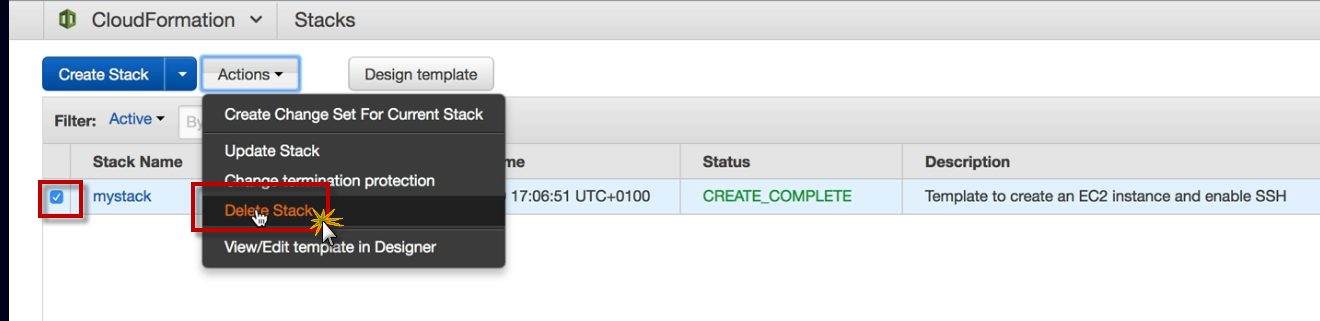 CloudFormation Stacks
Create Stack Actions Design template
Create Change Set For Current Stack
Filter: Active By
Update Stack
Stack Name me Status Description
Change termination protection
mystack 17:06:51 UTC+0100 CREATE_COMPLETE Template to create an EC2 instance and enable SSH
Delete Stack
View/Edit template in Designer